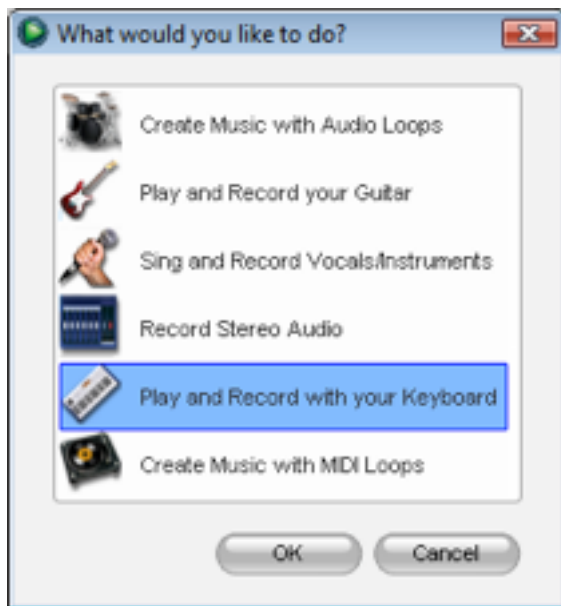 What would you like to do?
Create Music with Audio Loops
Play and Record your Guitar
Sing and Record Vocals/Instruments
Record Stereo Audio
Play and Record with your Keyboard
Create Music with MIDI Loops
OK Cancel